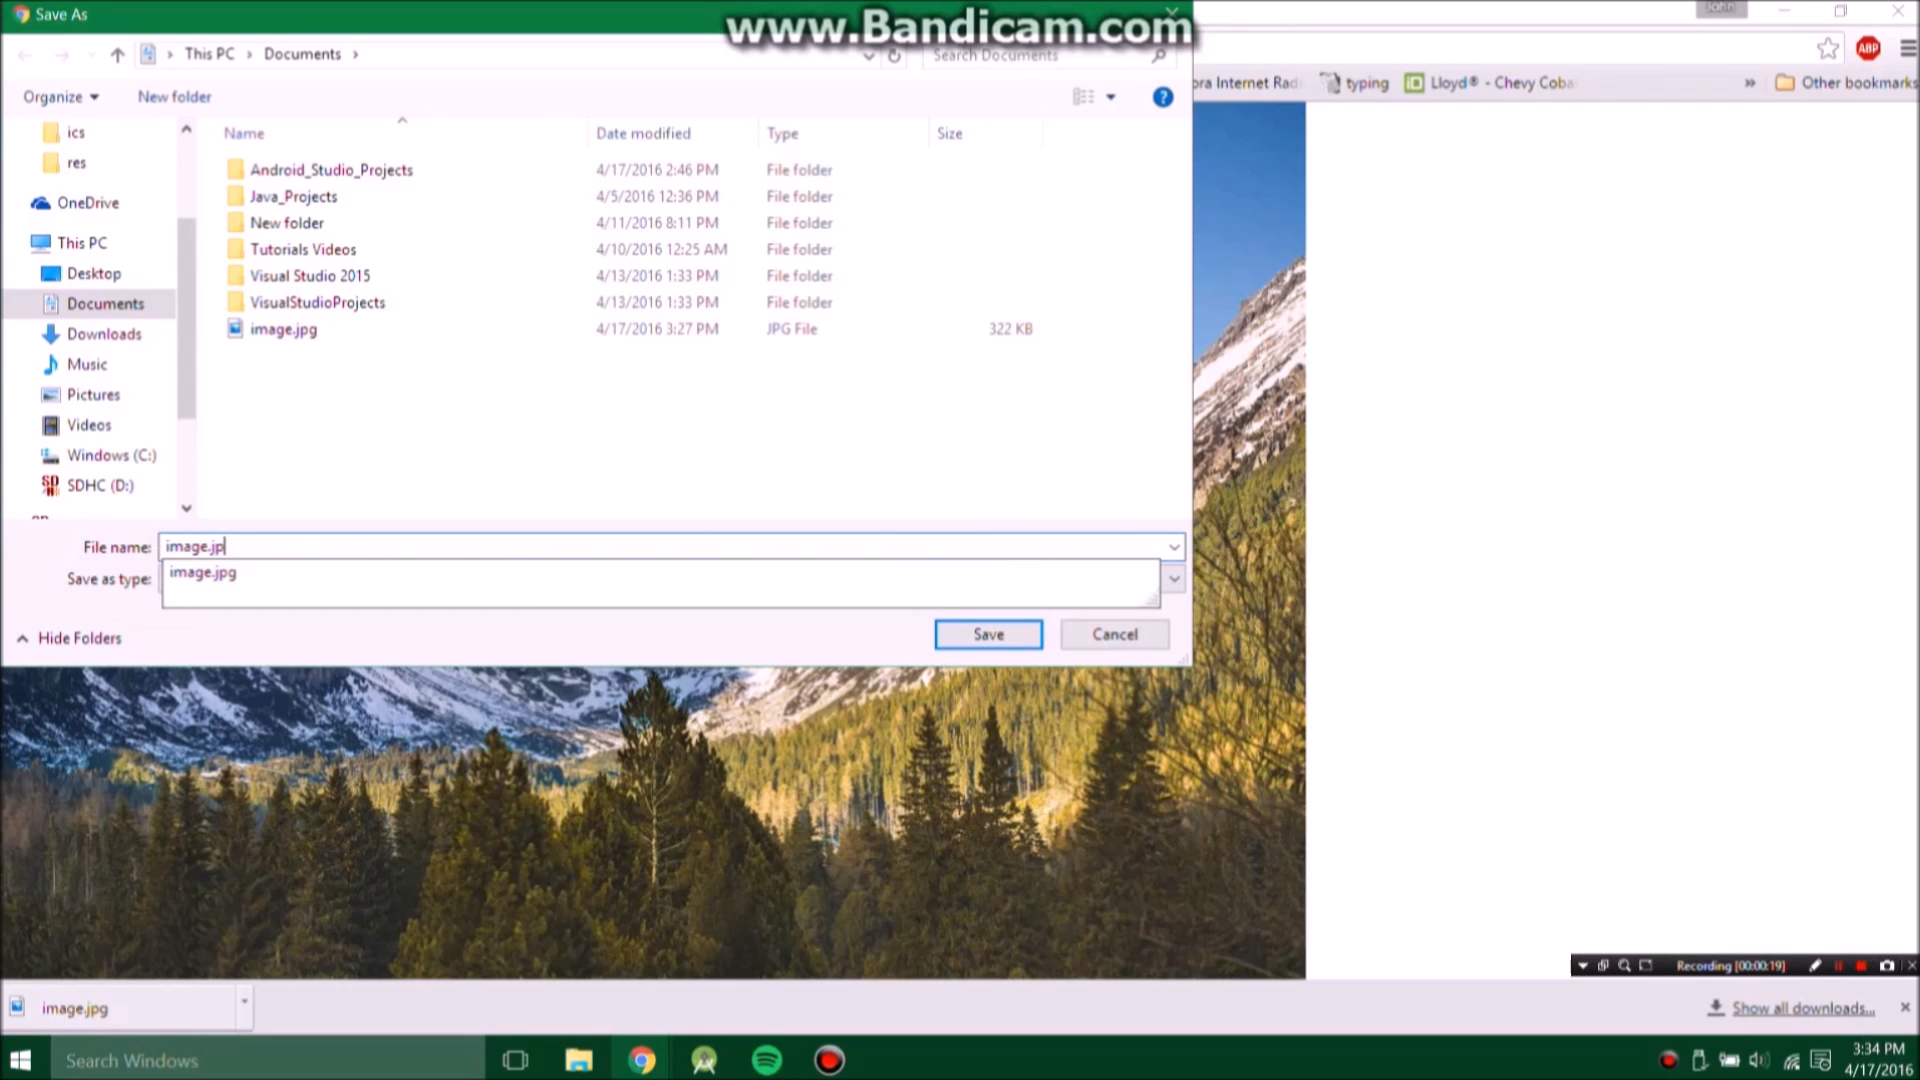 Save As
www.Bandicam.com
John
This PC
Documents
Search Documents
Organize
New folder
ora Internet Rad
typing
Lloyd® - Chevy Coba
Other bookmarks
ABP
Name
Date modified
Type
Size
ics
res
OneDrive
This PC
Desktop
Documents
Downloads
Music
Pictures
Videos
Windows (C:)
SDHC (D:)
Android_Studio_Projects 4/17/2016 2:46 PM File folder
Java_Projects 4/5/2016 12:36 PM File folder
New folder 4/11/2016 8:11 PM File folder
Tutorials Videos 4/10/2016 12:25 AM File folder
Visual Studio 2015 4/13/2016 1:33 PM File folder
VisualStudioProjects 4/13/2016 1:33 PM File folder
image.jpg 4/17/2016 3:27 PM JPG File 322 KB
File name: image.jp
image.jpg
Save as type:
Hide Folders
Save
Cancel
Recording [00:00:19]
image.jpg
Show all downloads...
Search Windows
3:34 PM
4/17/2016